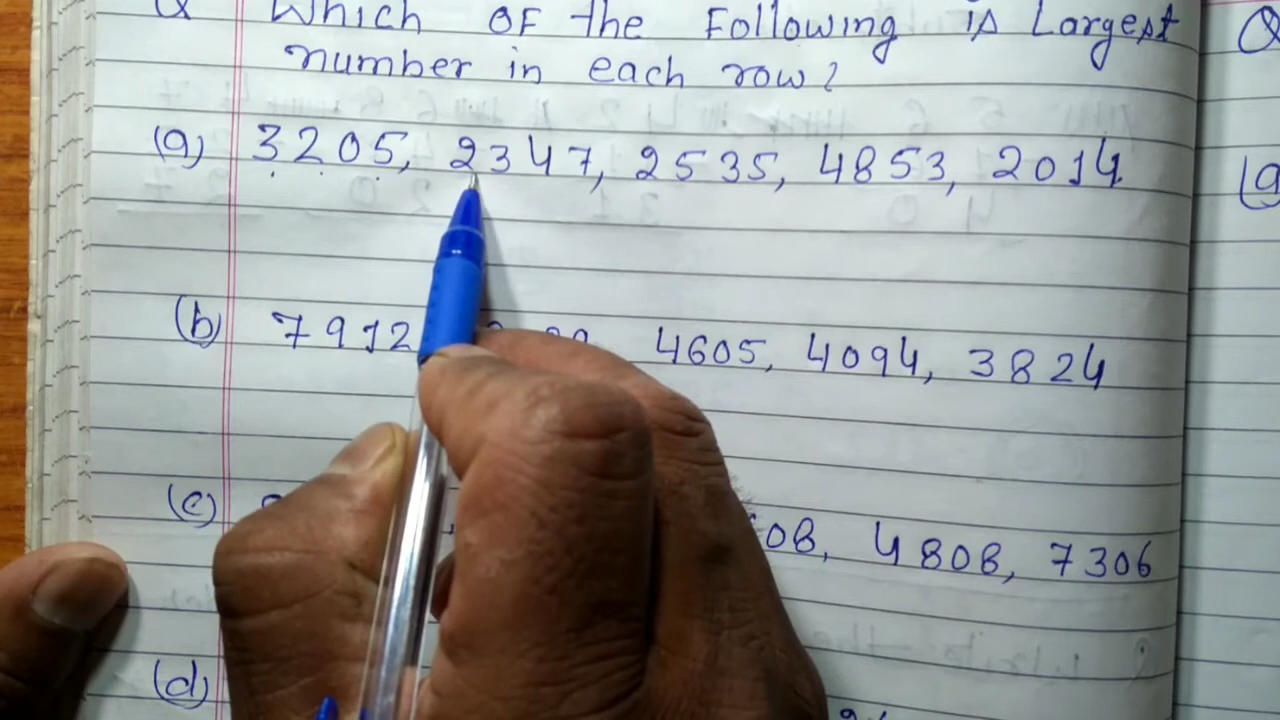 Which of the Following is Largest
number in each row?
(a) 3205, 2347, 2535, 4853, 2014
(b) 7912 4605, 4094, 3824
(c) 4808, 7306
(d)